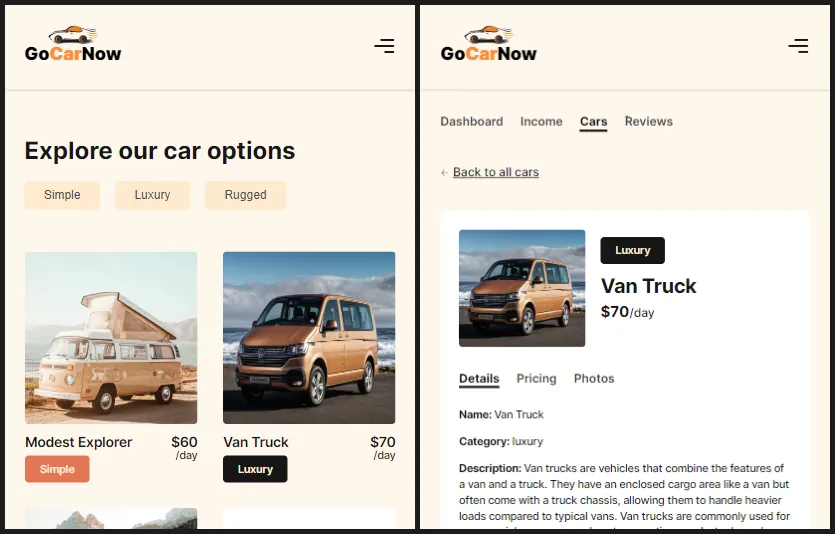 GoCarNow
Explore our car options
Simple
Luxury
Rugged
Modest Explorer
$60
/day
Simple
Van Truck
$70
/day
Luxury
GoCarNow
Dashboard
Income
Cars
Reviews
← Back to all cars
Luxury
Van Truck
$70/day
Details
Pricing
Photos
Name: Van Truck
Category: luxury
Description: Van trucks are vehicles that combine the features of
a van and a truck. They have an enclosed cargo area like a van but
often come with a truck chassis, allowing them to handle heavier
loads compared to typical vans. Van trucks are commonly used for